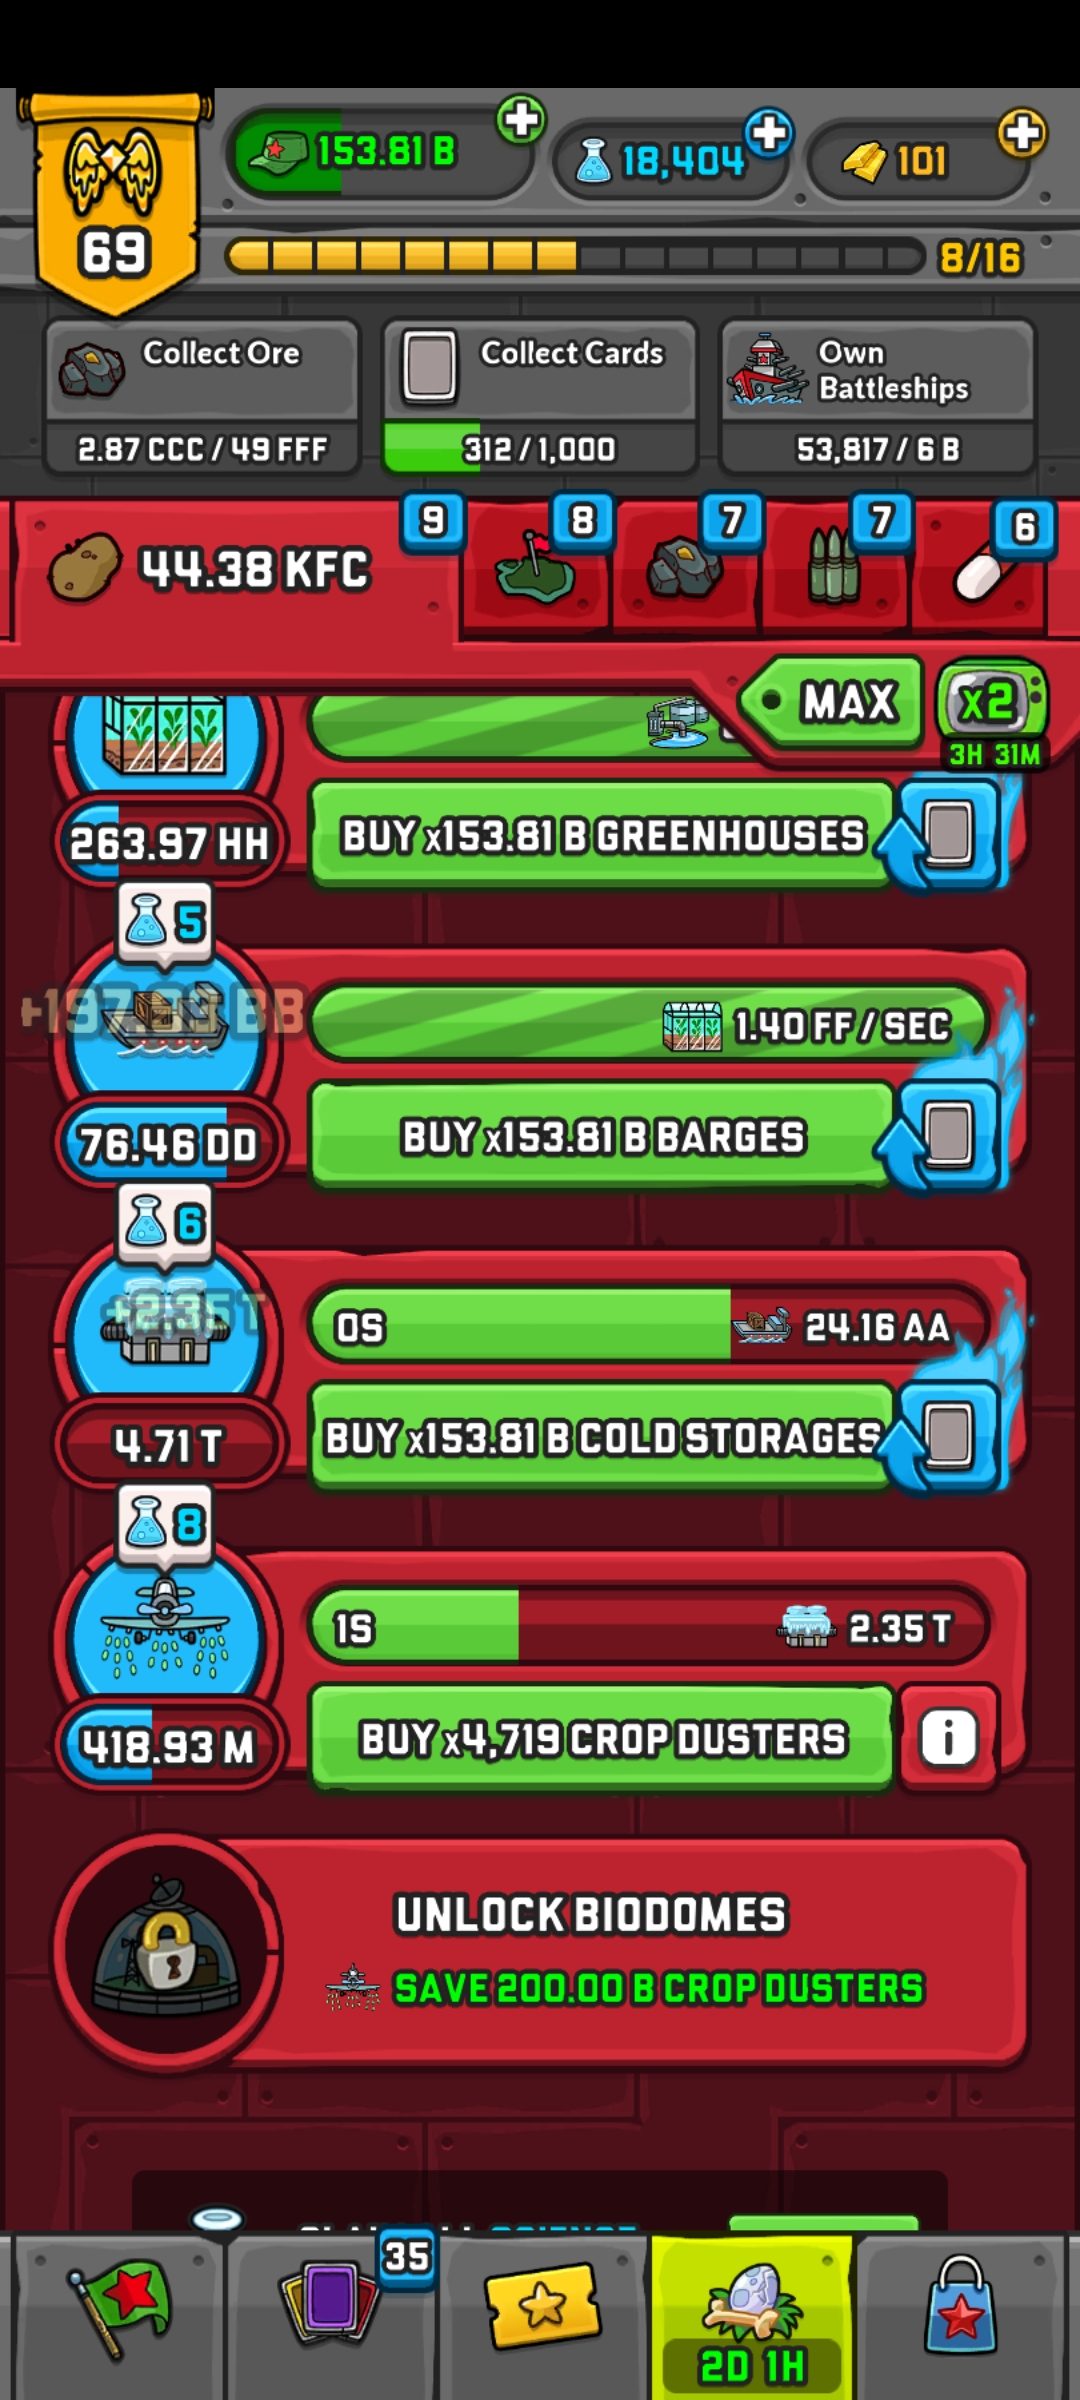 153.81 B
18,404
101
69
8/16
Collect Ore
2.87 CCC / 49 FFF
Collect Cards
312 / 1,000
Own
Battleships
53,817 / 6 B
44.38 KFC
9
8
7
7
6
MAX
x2
3H 31M
263.97 HH
BUY x153.81 B GREENHOUSES
5
1.40 FF / SEC
76.46 DD
BUY x153.81 B BARGES
6
+2.35 T
0S
24.16 AA
4.71 T
BUY x153.81 B COLD STORAGES
8
1S
2.35 T
418.93 M
BUY x4,719 CROP DUSTERS
i
UNLOCK BIODOMES
SAVE 200.00 B CROP DUSTERS
35
2D 1H